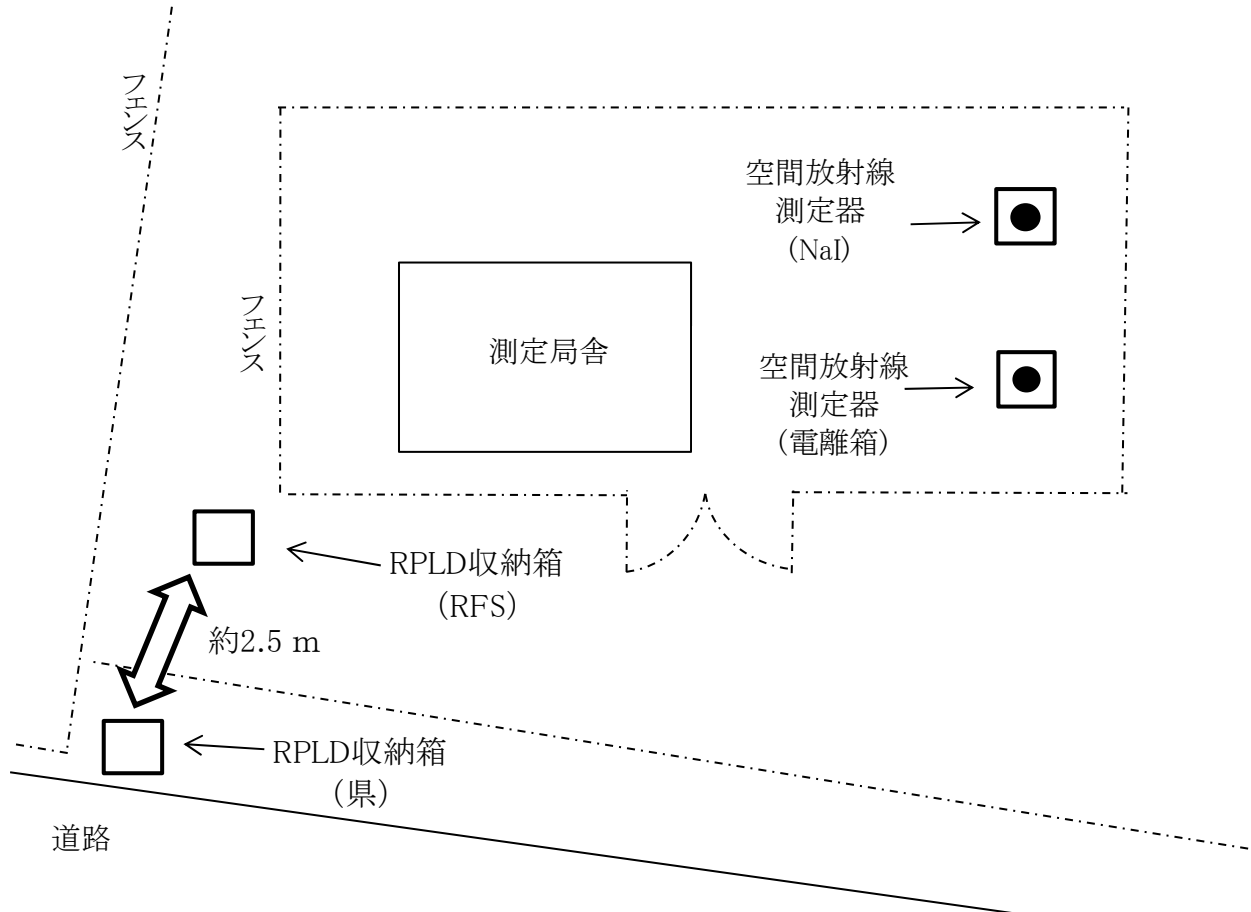 フェンス
空間放射線
測定器
(NaI)
フェンス
測定局舎
空間放射線
測定器
(電離箱)
RPLD収納箱
(RFS)
約2.5 m
RPLD収納箱
(県)
道路